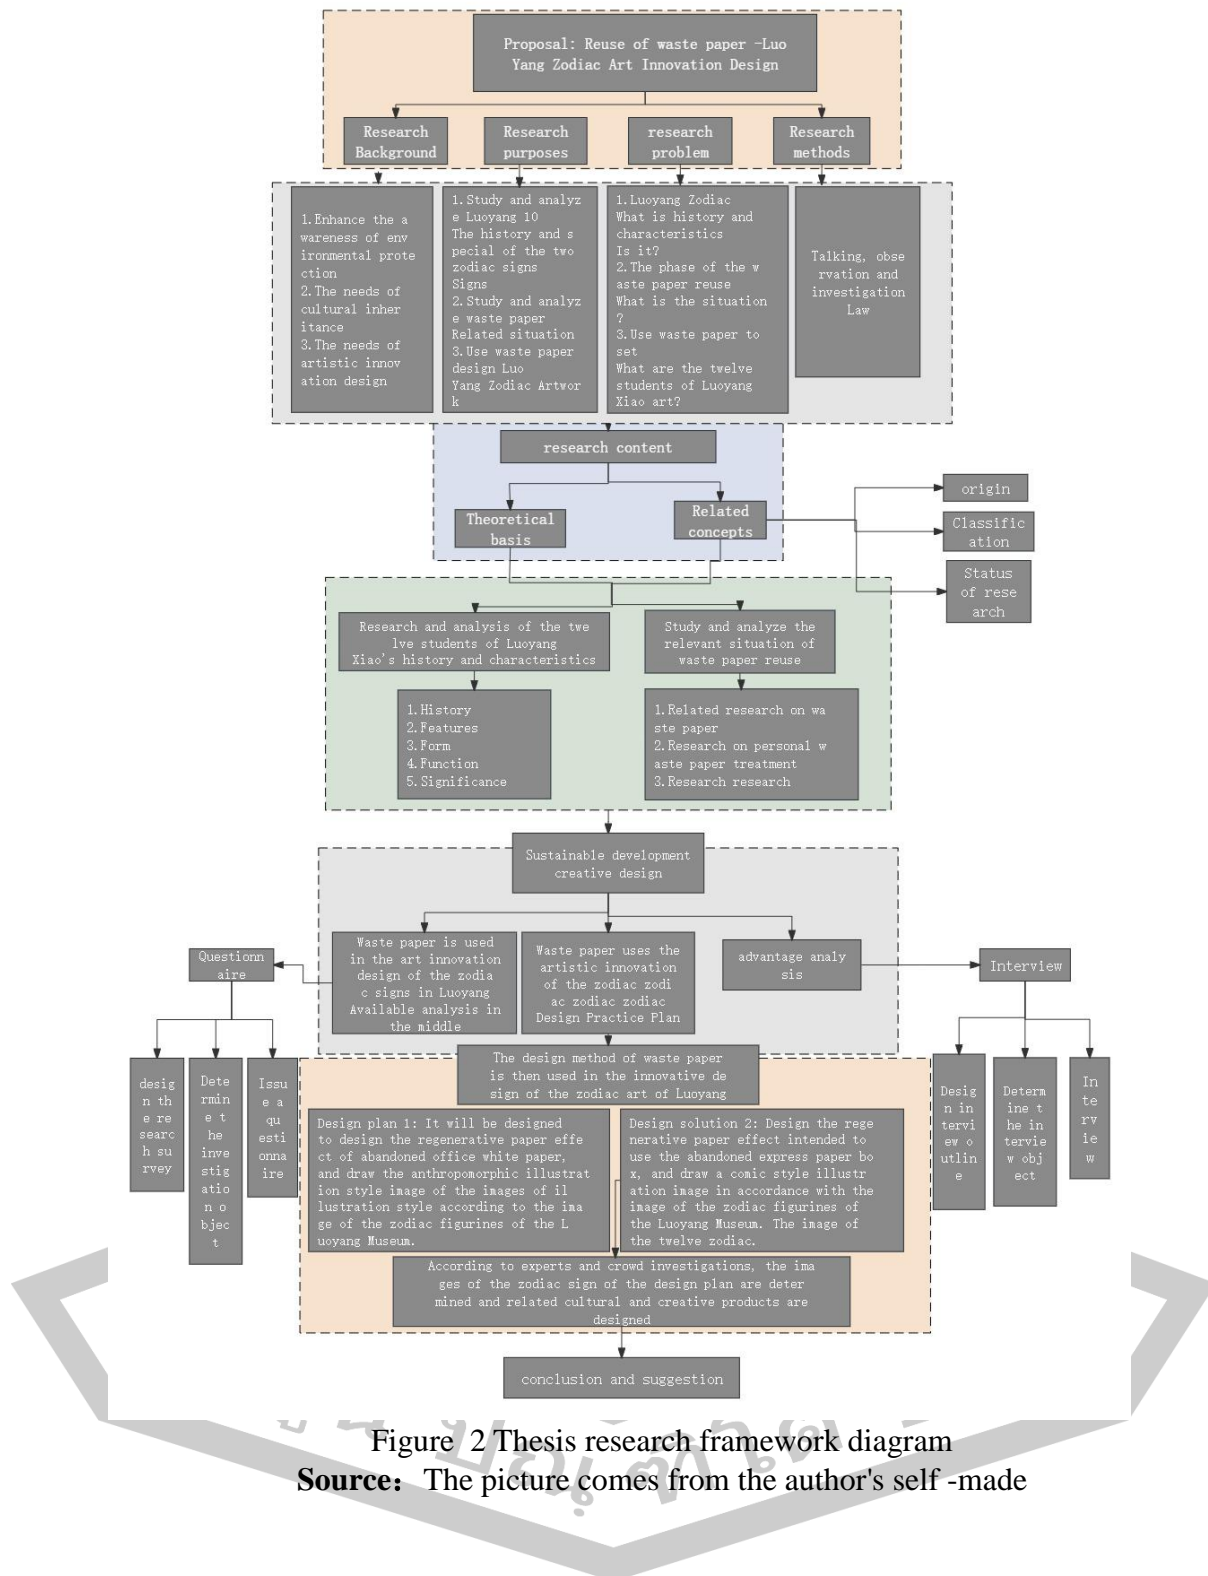 Proposal: Reuse of waste paper -Luo
Yang Zodiac Art Innovation Design
Research
Background
Research
purposes
research
problem
Research
methods
1.Enhance the a
wareness of env
ironmental prote
ction
2.The needs of
cultural inher
itance
3.The needs of
artistic innov
ation design
1.Study and analyz
e Luoyang 10
The history and s
pecial of the two
zodiac signs
Signs
2.Study and analyz
e waste paper
Related situation
3.Use waste paper
design Luo
Yang Zodiac Artwor
k
1.Luoyang Zodiac
What is history and
characteristics
Is it?
2.The phase of the w
aste paper reuse
What is the situation
?
3.Use waste paper to
set
What are the twelve
students of Luoyang
Xiao art?
Talking, obse
rvation and
investigation
Law
research content
Theoretical
basis
Related
concepts
origin
Classific
ation
Status
of rese
arch
Research and analysis of the twe
lve students of Luoyang
Xiao's history and characteristics
Study and analyze the
relevant situation of
waste paper reuse
1.History
2.Features
3.Form
4.Function
5.Significance
1.Related research on wa
ste paper
2.Research on personal w
aste paper treatment
3.Research research
Sustainable development
creative design
Questionn
aire
Waste paper is used
in the art innovation
design of the zodia
c signs in Luoyang
Available analysis in
the middle
Waste paper uses the
artistic innovation
of the zodiac zodi
ac zodiac zodiac
Design Practice Plan
advantage analy
sis
Interview
desig
n th
e re
searc
h su
rvey
Dete
rmin
e t
he inv
estig
atio
n o
bjec
t
Issu
e a
qu
esti
onna
ire
The design method of waste paper
is then used in the innovative de
sign of the zodiac art of Luoyang
Desig
n in
tervi
ew o
utlin
e
Determ
ine t
he in
tervie
w obj
ect
In
te
rv
ie
w
Design plan 1: It will be designed
to design the regenerative paper effe
ct of abandoned office white paper,
and draw the anthropomorphic illustrat
ion style image of the images of il
lustration style according to the ima
ge of the zodiac figurines of the L
uoyang Museum.
Design solution 2: Design the rege
nerative paper effect intended to
use the abandoned express paper bo
x, and draw a comic style illustr
ation image in accordance with the
image of the zodiac figurines of
the Luoyang Museum. The image of
the twelve zodiac.
According to experts and crowd investigations, the ima
ges of the zodiac sign of the design plan are deter
mined and related cultural and creative products are
designed
conclusion and suggestion
Figure 2 Thesis research framework diagram
Source：The picture comes from the author's self -made